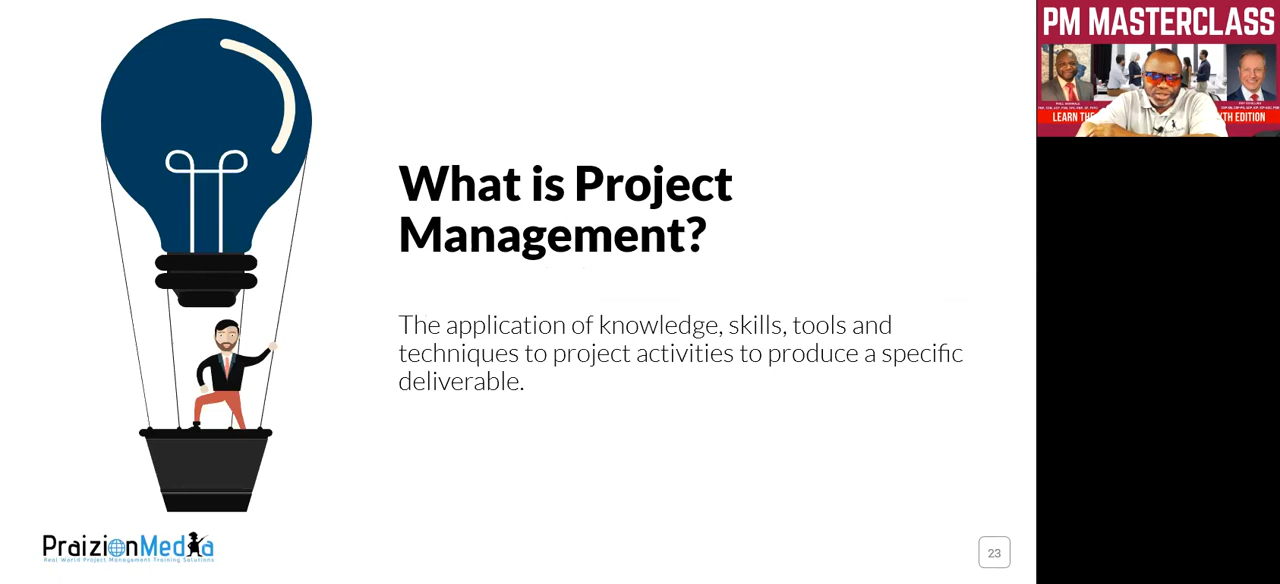 What is Project
Management?
The application of knowledge, skills, tools and
techniques to project activities to produce a specific
deliverable.
PraizionMedia
Real World Project Management Training Solutions
23
PM MASTERCLASS
LEARN THE
TH EDITION